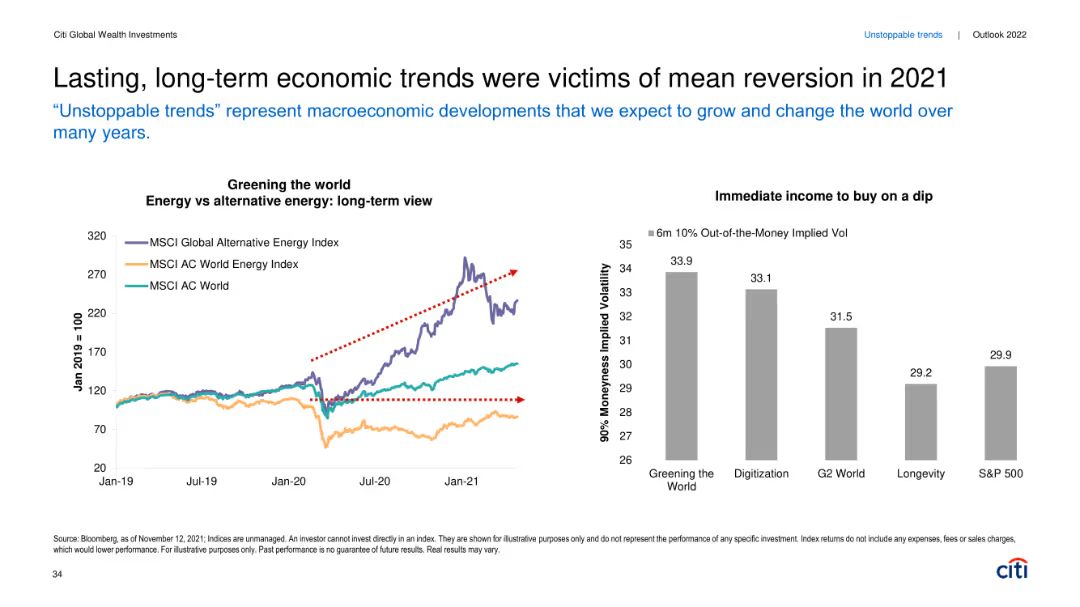 Citi Global Wealth Investments
Unstoppable trends | Outlook 2022
Lasting, long-term economic trends were victims of mean reversion in 2021
“Unstoppable trends” represent macroeconomic developments that we expect to grow and change the world over
many years.
Greening the world
Energy vs alternative energy: long-term view
Jan 2019 = 100
320
270
220
170
120
70
20
MSCI Global Alternative Energy Index
MSCI AC World Energy Index
MSCI AC World
Jan-19 Jul-19 Jan-20 Jul-20 Jan-21
Immediate income to buy on a dip
6m 10% Out-of-the-Money Implied Vol
90% Moneyness Implied Volatility
35
34
33
32
31
30
29
28
27
26
33.9
33.1
31.5
29.2
29.9
Greening the
World
Digitization
G2 World
Longevity
S&P 500
Source: Bloomberg, as of November 12, 2021; Indices are unmanaged. An investor cannot invest directly in an index. They are shown for illustrative purposes only and do not represent the performance of any specific investment. Index returns do not include any expenses, fees or sales charges,
which would lower performance. For illustrative purposes only. Past performance is no guarantee of future results. Real results may vary.
34
citi